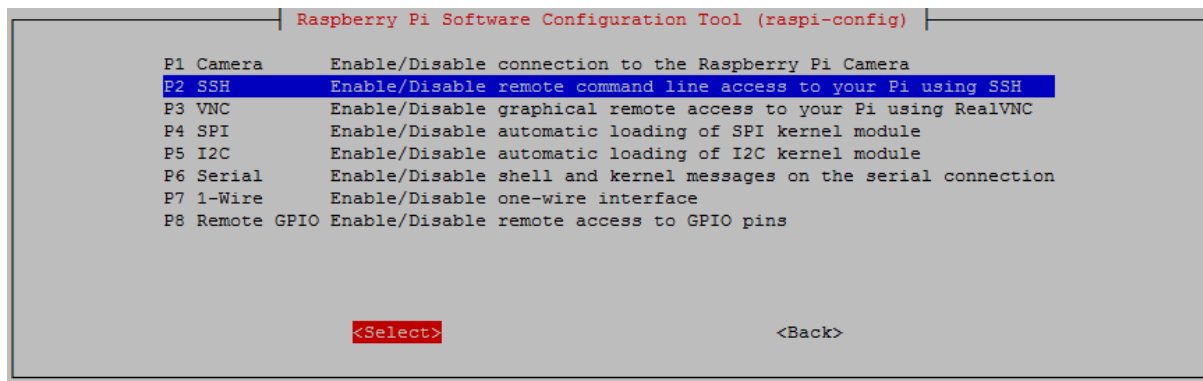 Raspberry Pi Software Configuration Tool (raspi-config)
P1 Camera Enable/Disable connection to the Raspberry Pi Camera
P2 SSH Enable/Disable remote command line access to your Pi using SSH
P3 VNC Enable/Disable graphical remote access to your Pi using RealVNC
P4 SPI Enable/Disable automatic loading of SPI kernel module
P5 I2C Enable/Disable automatic loading of I2C kernel module
P6 Serial Enable/Disable shell and kernel messages on the serial connection
P7 1-Wire Enable/Disable one-wire interface
P8 Remote GPIO Enable/Disable remote access to GPIO pins
<Select> <Back>